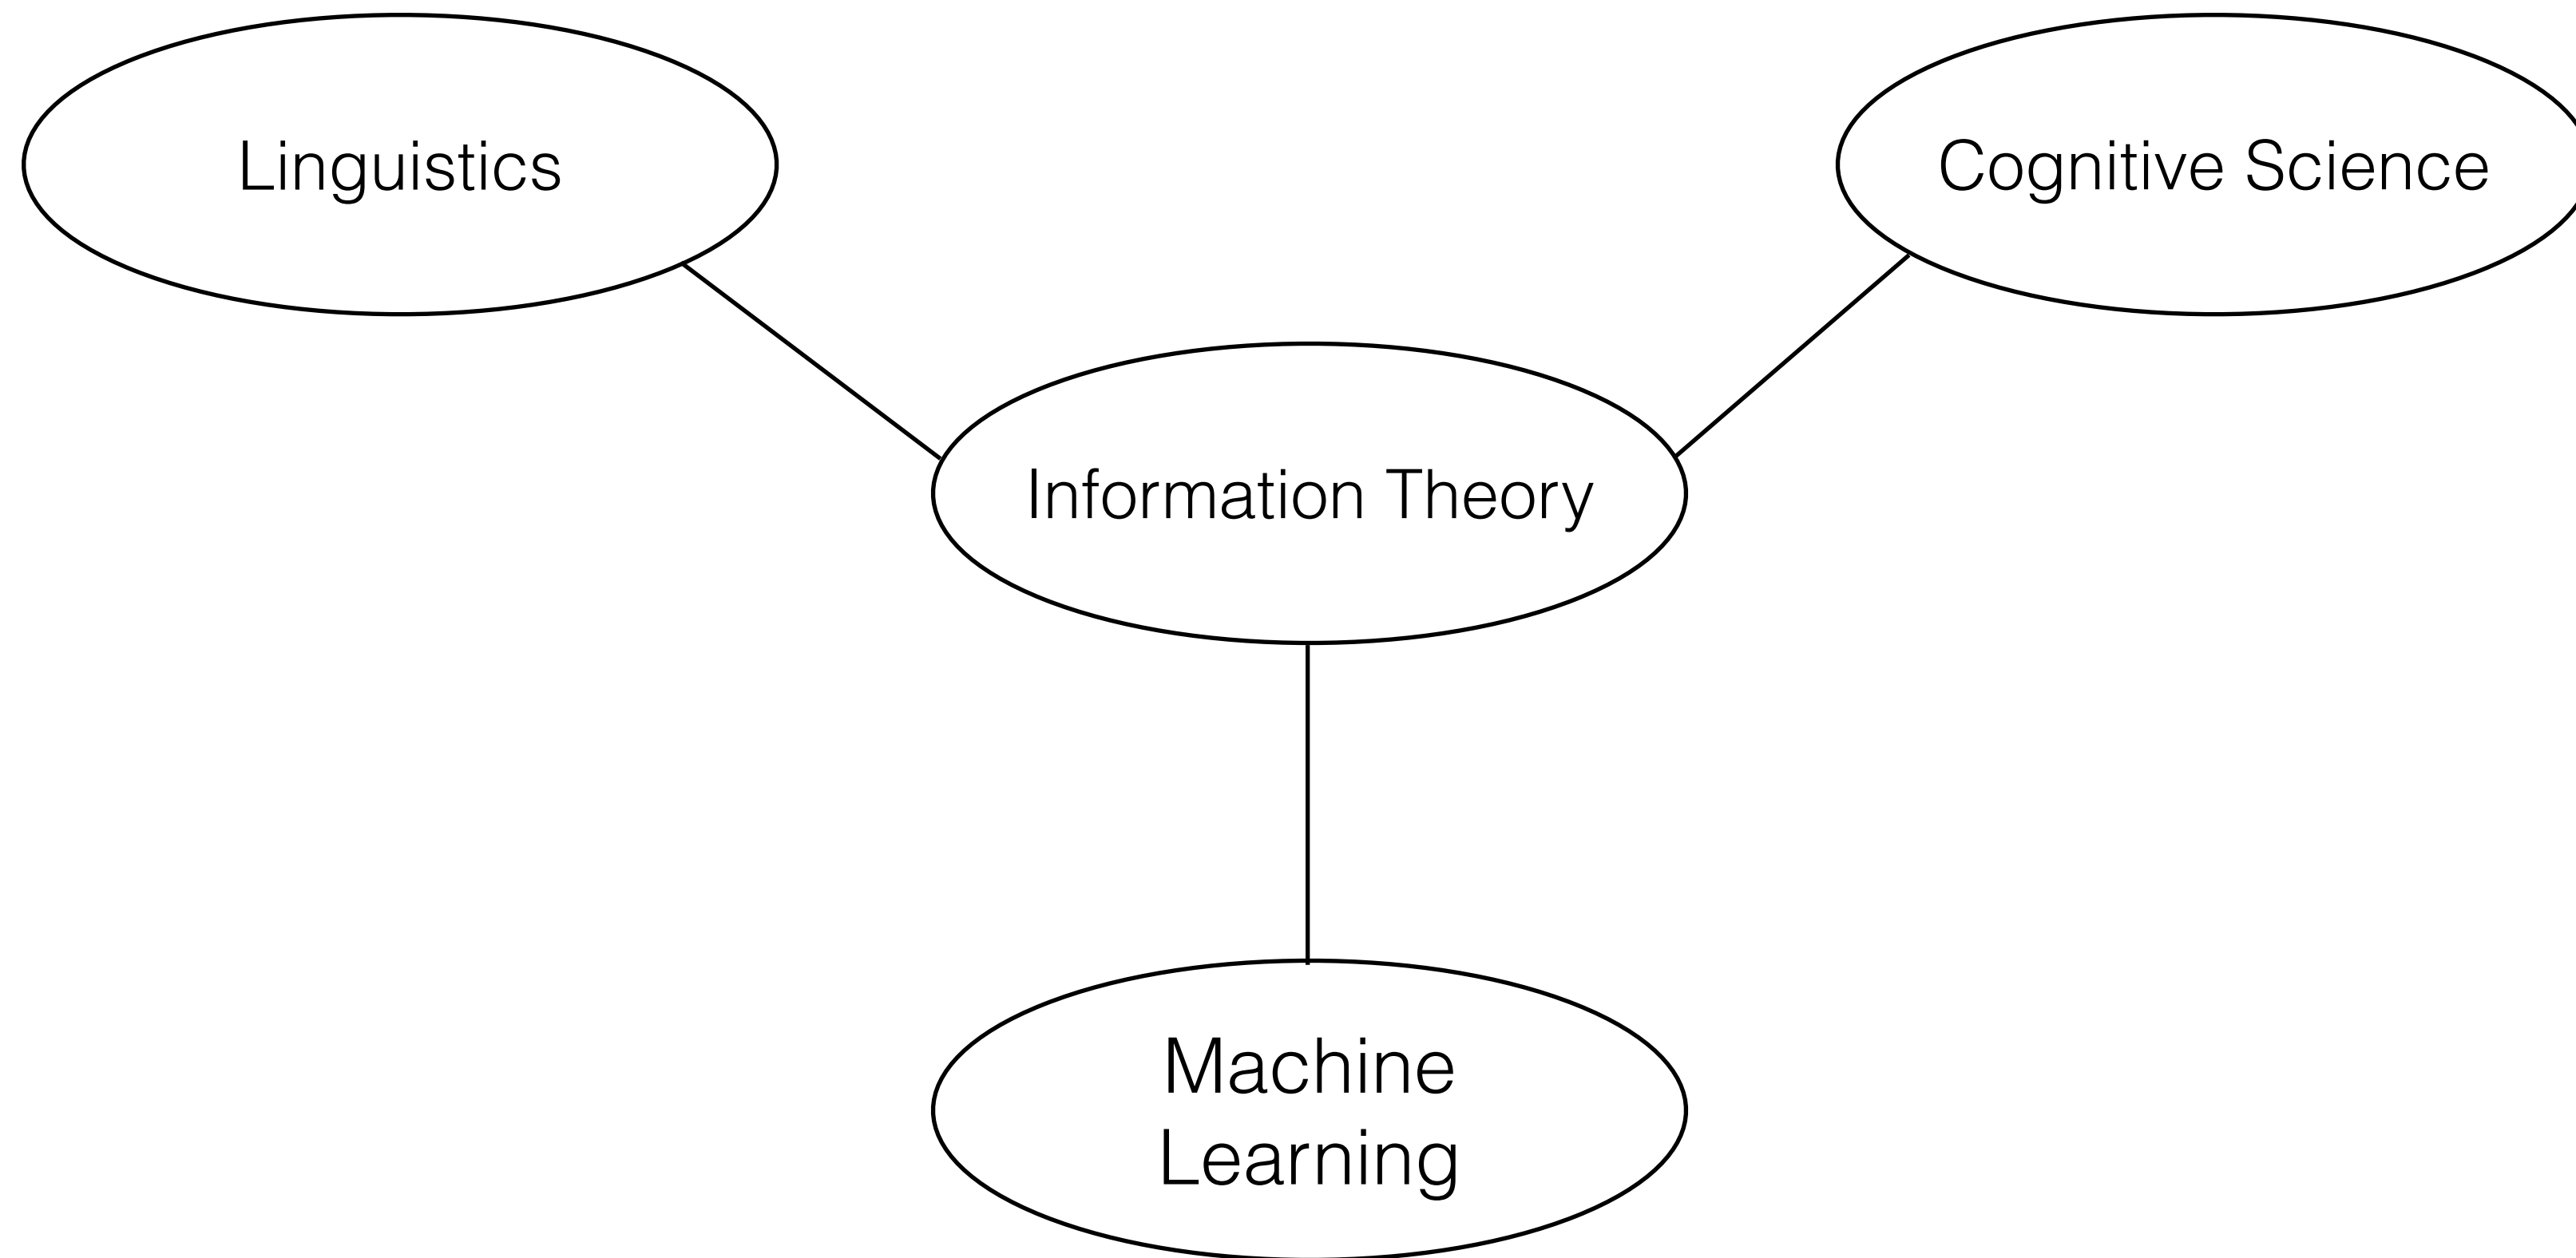 Linguistics
Cognitive Science
Information Theory
Machine
Learning